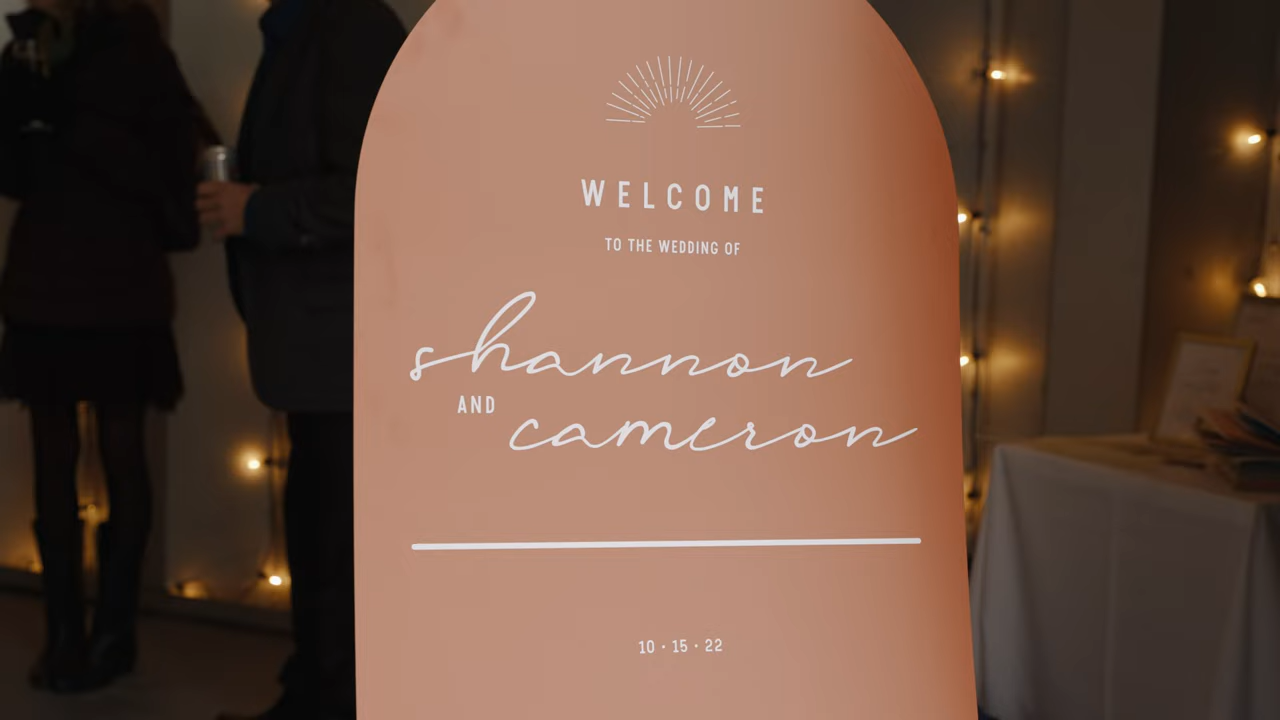 WELCOME
TO THE WEDDING OF
shannon
AND
cameron
10 · 15 · 22